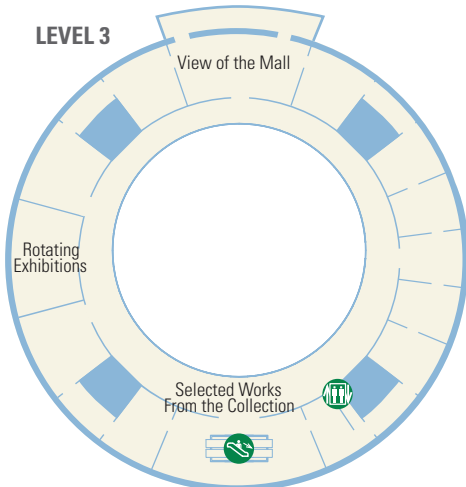 LEVEL 3
View of the Mall
Rotating
Exhibitions
Selected Works
From the Collection